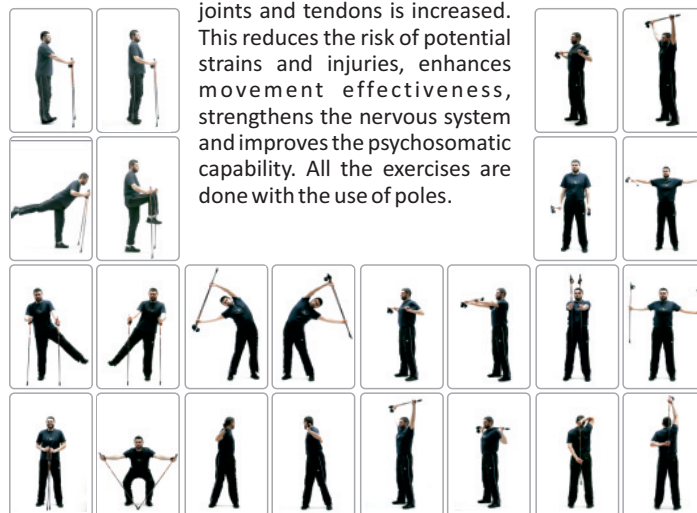 joints and tendons is increased.
This reduces the risk of potential
strains and injuries, enhances
movement effectiveness,
strengthens the nervous system
and improves the psychosomatic
capability. All the exercises are
done with the use of poles.